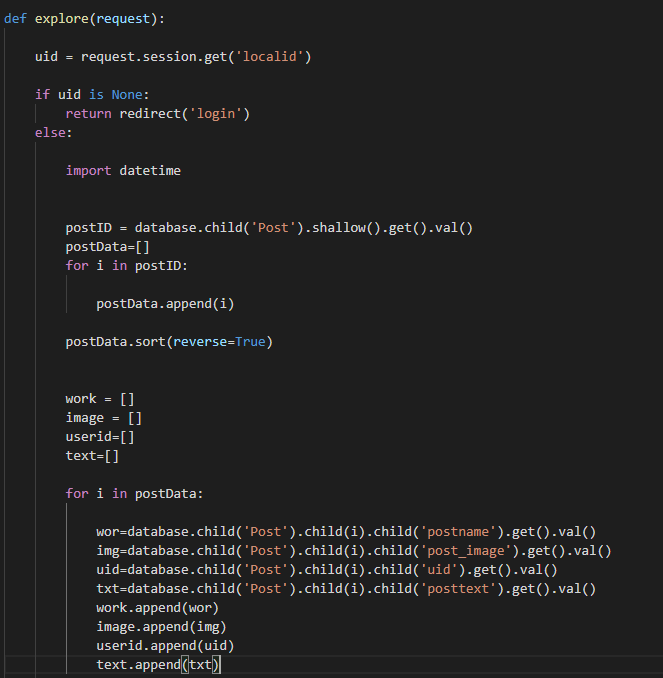 def explore(request):
uid = request.session.get('localid')
if uid is None:
return redirect('login')
else:
import datetime
postID = database.child('Post').shallow().get().val()
postData=[]
for i in postID:
postData.append(i)
postData.sort(reverse=True)
work = []
image = []
userid=[]
text=[]
for i in postData:
wor=database.child('Post').child(i).child('postname').get().val()
img=database.child('Post').child(i).child('post_image').get().val()
uid=database.child('Post').child(i).child('uid').get().val()
txt=database.child('Post').child(i).child('posttext').get().val()
work.append(wor)
image.append(img)
userid.append(uid)
text.append(txt)